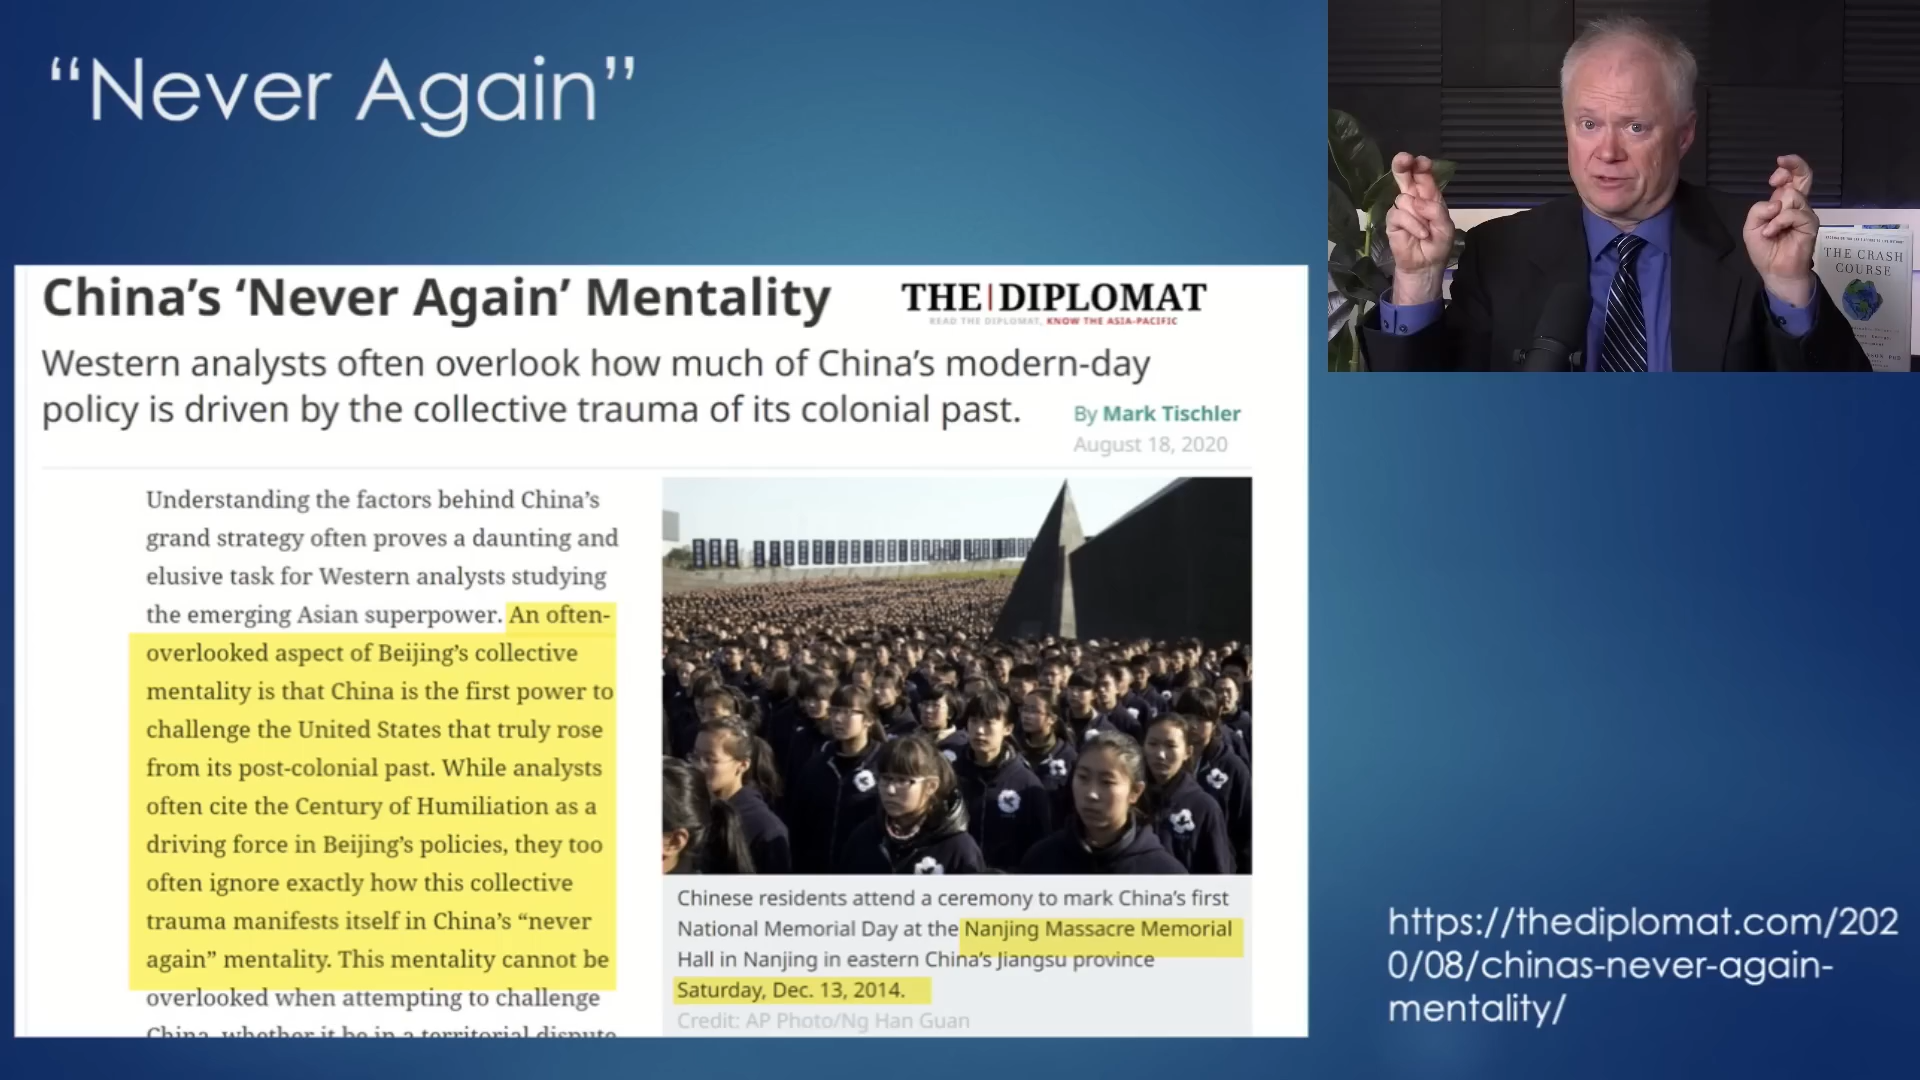 “Never Again”
China’s ‘Never Again’ Mentality
THE|DIPLOMAT
READ THE DIPLOMAT, KNOW THE ASIA-PACIFIC
Western analysts often overlook how much of China’s modern-day
policy is driven by the collective trauma of its colonial past.
By Mark Tischler
August 18, 2020
Understanding the factors behind China’s
grand strategy often proves a daunting and
elusive task for Western analysts studying
the emerging Asian superpower. An often-
overlooked aspect of Beijing’s collective
mentality is that China is the first power to
challenge the United States that truly rose
from its post-colonial past. While analysts
often cite the Century of Humiliation as a
driving force in Beijing’s policies, they too
often ignore exactly how this collective
trauma manifests itself in China’s “never
again” mentality. This mentality cannot be
overlooked when attempting to challenge
China, whether it be in a territorial dispute
Chinese residents attend a ceremony to mark China’s first
National Memorial Day at the Nanjing Massacre Memorial
Hall in Nanjing in eastern China’s Jiangsu province
Saturday, Dec. 13, 2014.
Credit: AP Photo/Ng Han Guan
THE CRASH
COURSE
https://thediplomat.com/202
0/08/chinas-never-again-
mentality/